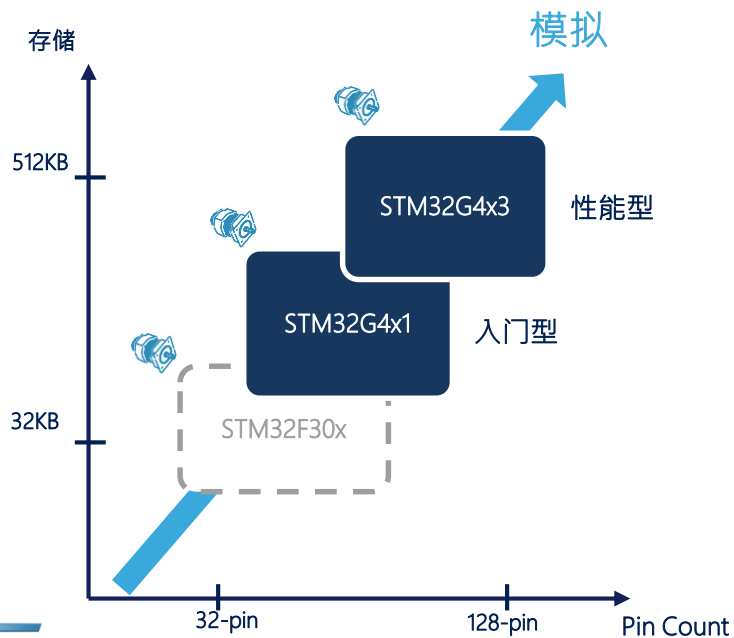 模拟
存储
512KB
STM32G4x3
性能型
STM32G4x1
入门型
32KB
STM32F30x
32-pin
128-pin
Pin Count